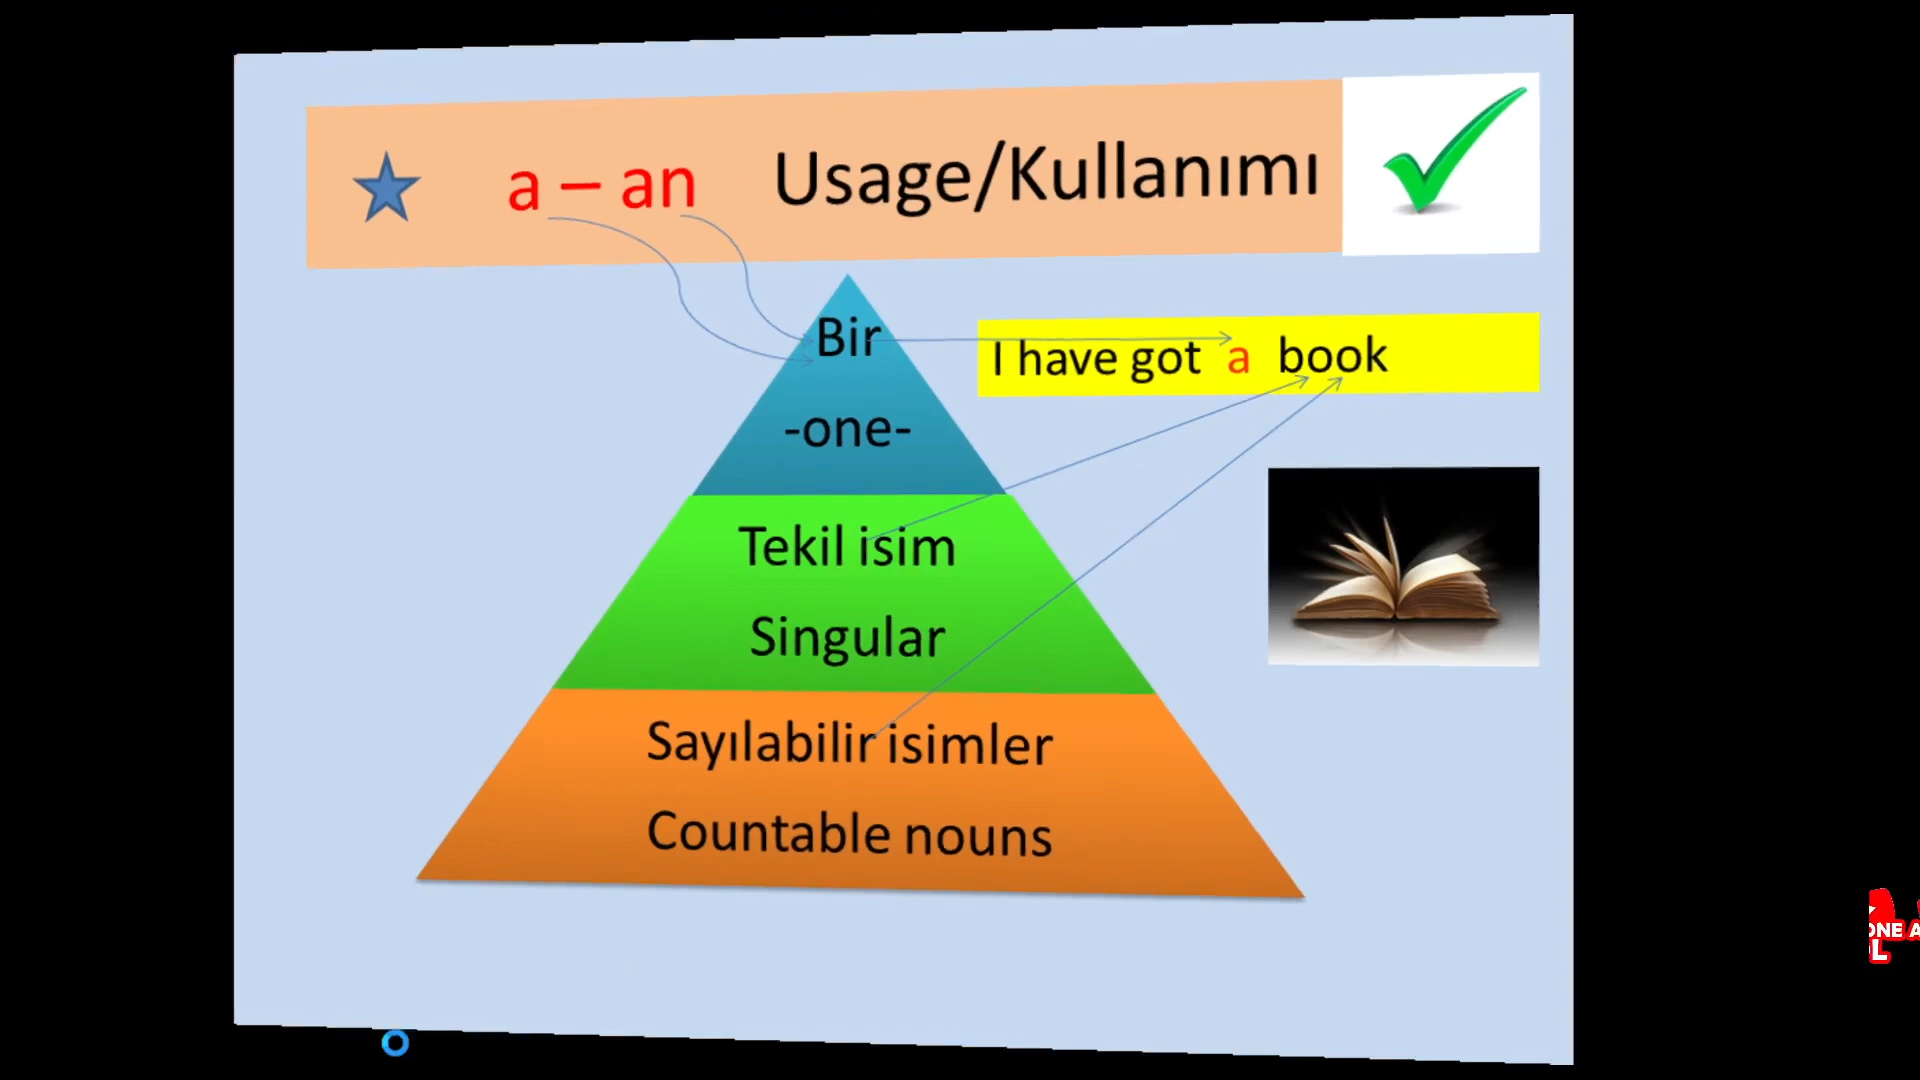 a – an Usage/Kullanımı
Bir
I have got a book
-one-
Tekil isim
Singular
Sayılabilir isimler
Countable nouns